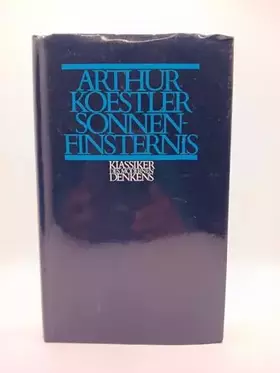 ARTHUR
KOESTLER
SONNEN-
FINSTERNIS
KLASSIKER
DES MODERNEN
DENKENS